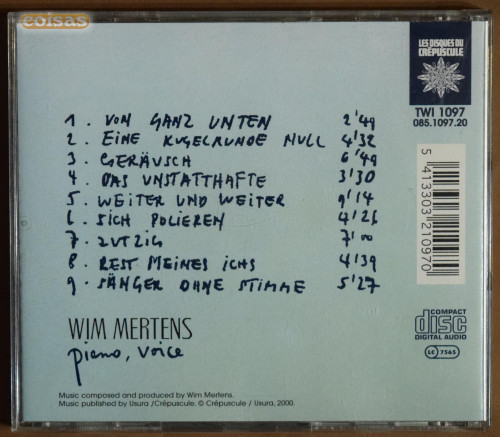 coisas
LES DISQUES DU
CRÉPUSCULE
TWI 1097
085.1097.20
1. VOM GANZ UNTEN 2'49
2. EINE KUGELRUNDE NULL 4'32
3. GERÄUSCH 6'49
4. DAS UNSTATTHAFTE 3'30
5. WEITER UND WEITER 9'14
6. SICH POLIEREN 4'26
7. ZUTZIG 7'00
8. REST MEINES ICHS 4'39
9. SÄNGER OHNE STIMME 5'27
5 413303 210970
WIM MERTENS
piano, voice
COMPACT
disc
DIGITAL AUDIO
LC 7565
Music composed and produced by Wim Mertens.
Music published by Usura /Crépuscule. © Crépuscule / Usura, 2000.